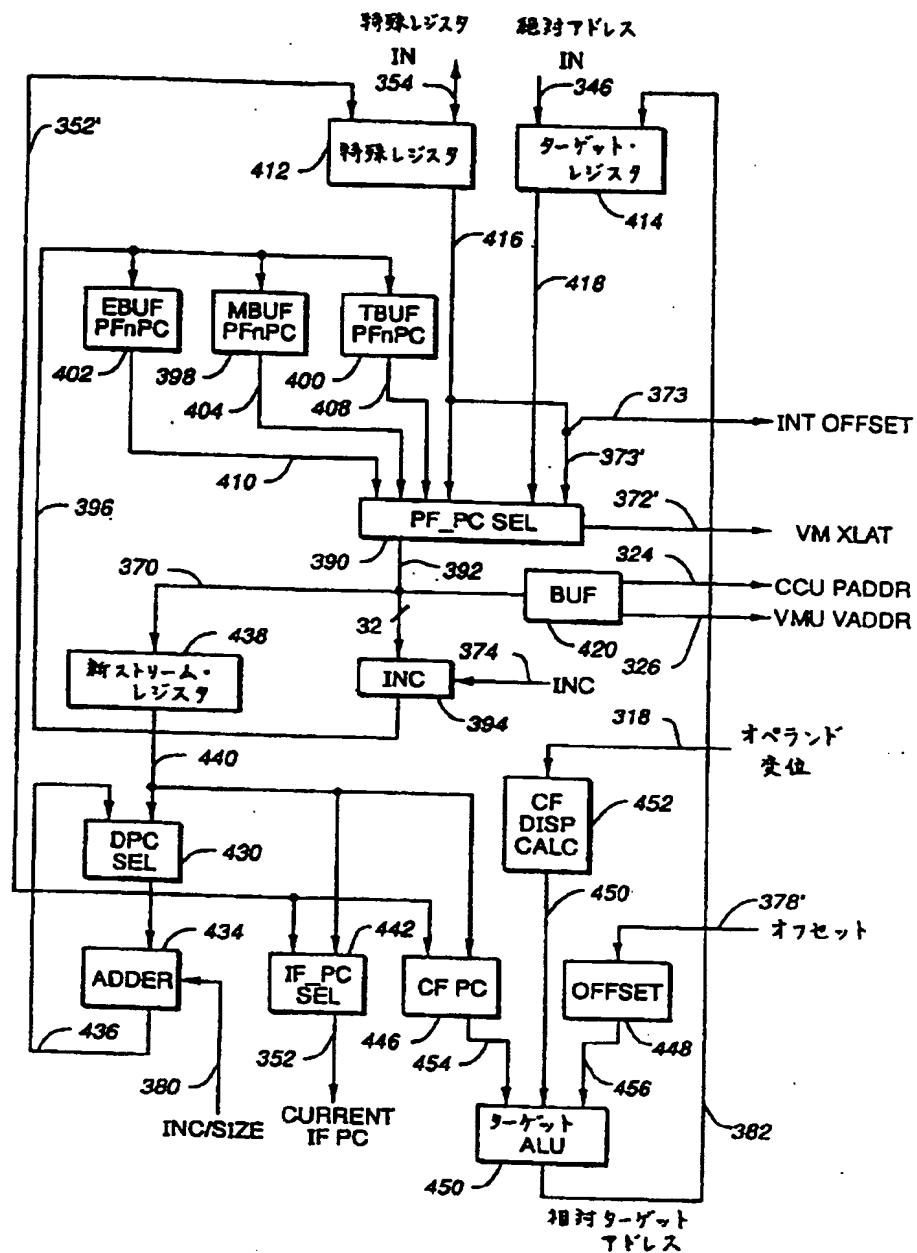 特殊レジスタ
IN
354
絶対アドレス
IN
346
352'
412
特殊レジスタ
ターゲット・
レジスタ
414
416
418
EBUF
PFnPC
MBUF
PFnPC
TBUF
PFnPC
402
398
400
404
408
373
INT OFFSET
373'
410
396
PF_PC SEL
372'
VM XLAT
390
392
370
324
BUF
CCU PADDR
VMU VADDR
420
326
32
438
新ストリーム・
レジスタ
374
INC
INC
394
318
オペランド
変位
440
CF
DISP
CALC
452
DPC
SEL
430
450
378'
オフセット
434
442
ADDER
IF_PC
SEL
CF PC
OFFSET
436
352
446
454
448
456
380
INC/SIZE
CURRENT
IF PC
ターゲット
ALU
450
382
相対ターゲット
アドレス